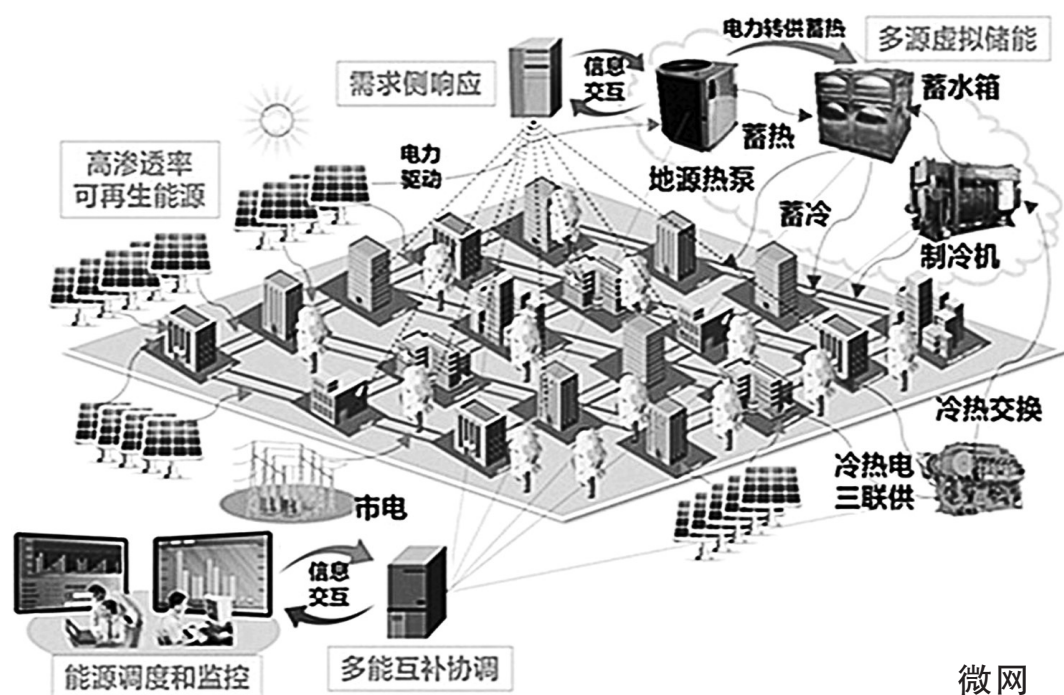 电力转供蓄热
多源虚拟储能
需求侧响应
信息
交互
蓄水箱
蓄热
地源热泵
高渗透率
可再生能源
电力
驱动
蓄冷
制冷机
冷热交换
冷热电
三联供
市电
信息
交互
能源调度和监控
多能互补协调
微网